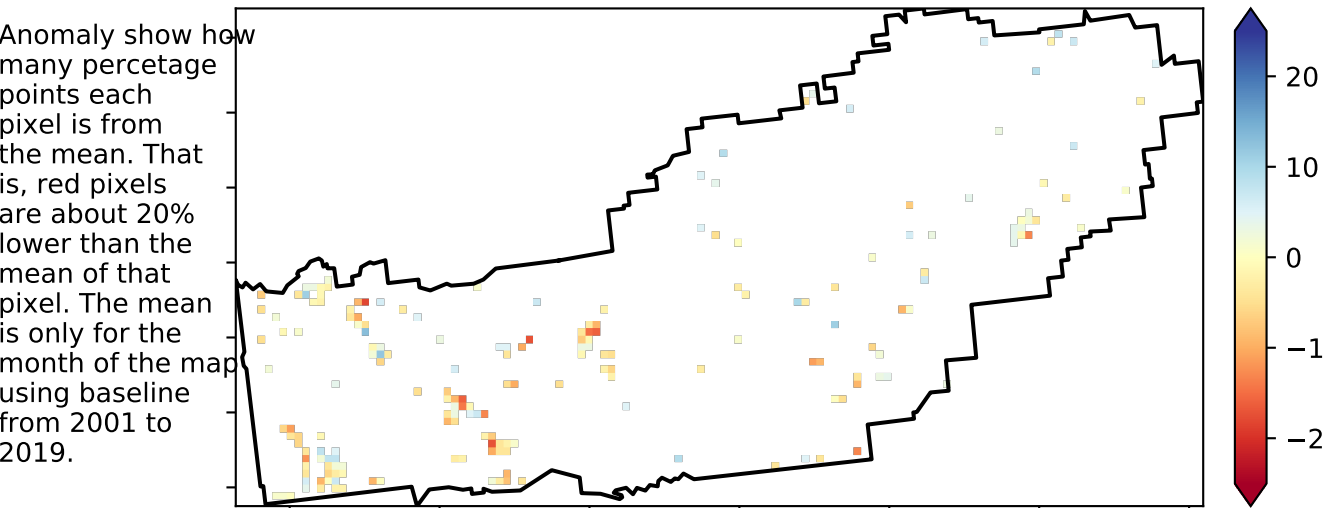 Anomaly show how
many percetage
points each
pixel is from
the mean. That
is, red pixels
are about 20%
lower than the
mean of that
pixel. The mean
is only for the
month of the map
using baseline
from 2001 to
2019.
20
10
0
−1
−2